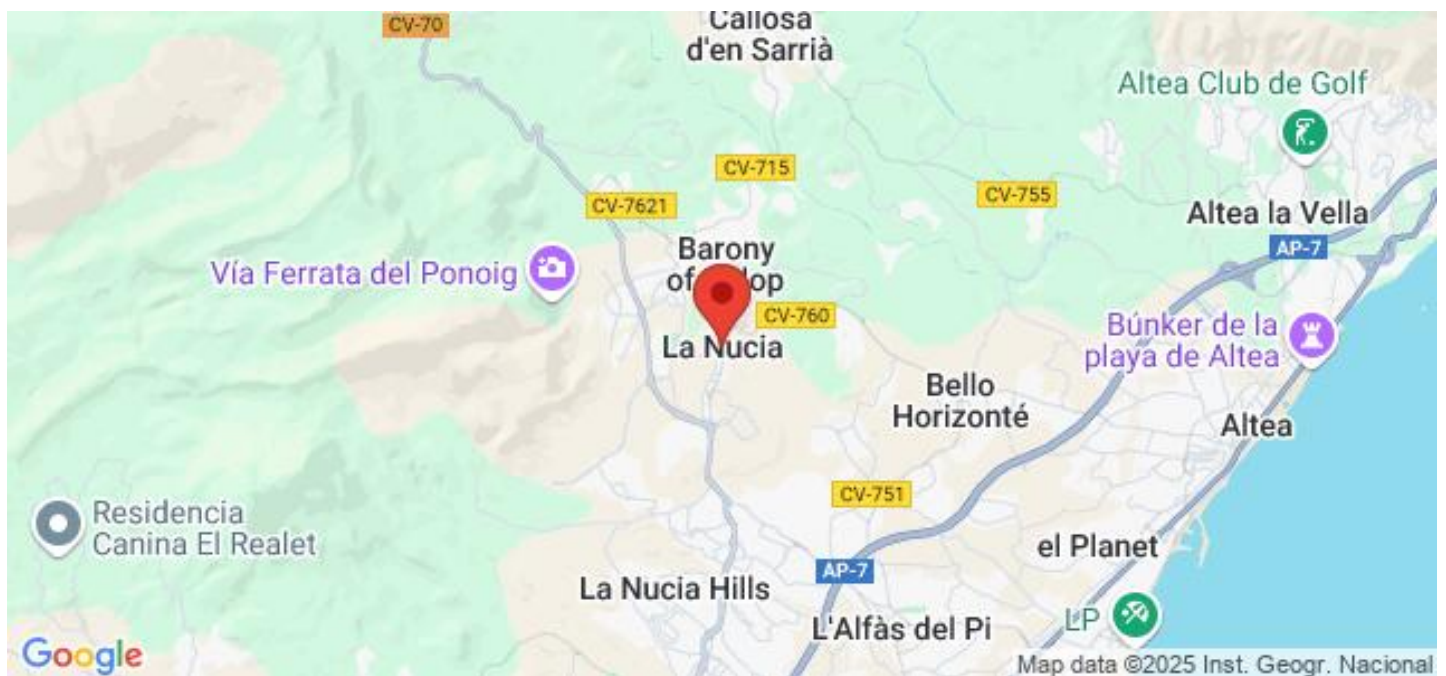 CV-70
Callosa
d'en Sarrià
Altea Club de Golf
CV-715
CV-7621
CV-755
Altea la Vella
AP-7
Barony
Vía Ferrata del Ponoig
CV-760
La Nucia
Búnker de la
playa de Altea
Bello
Horizonté
Altea
CV-751
Residencia
Canina El Realet
el Planet
AP-7
La Nucia Hills
L'Alfàs del Pi
LP
Google
Map data ©2025 Inst. Geogr. Nacional